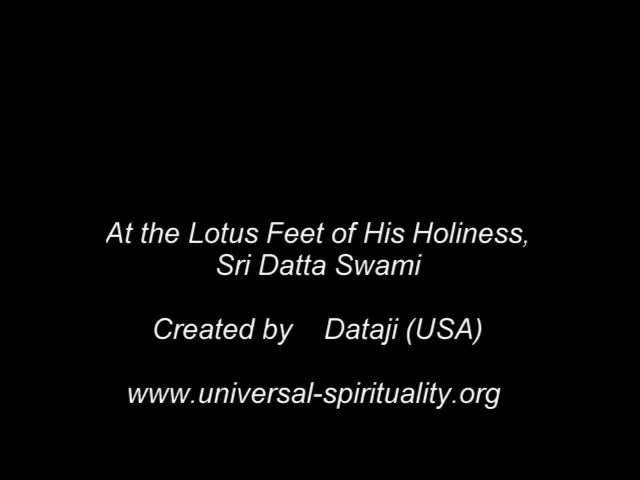 At the Lotus Feet of His Holiness,
Sri Datta Swami
Created by    Dataji (USA)
www.universal-spirituality.org